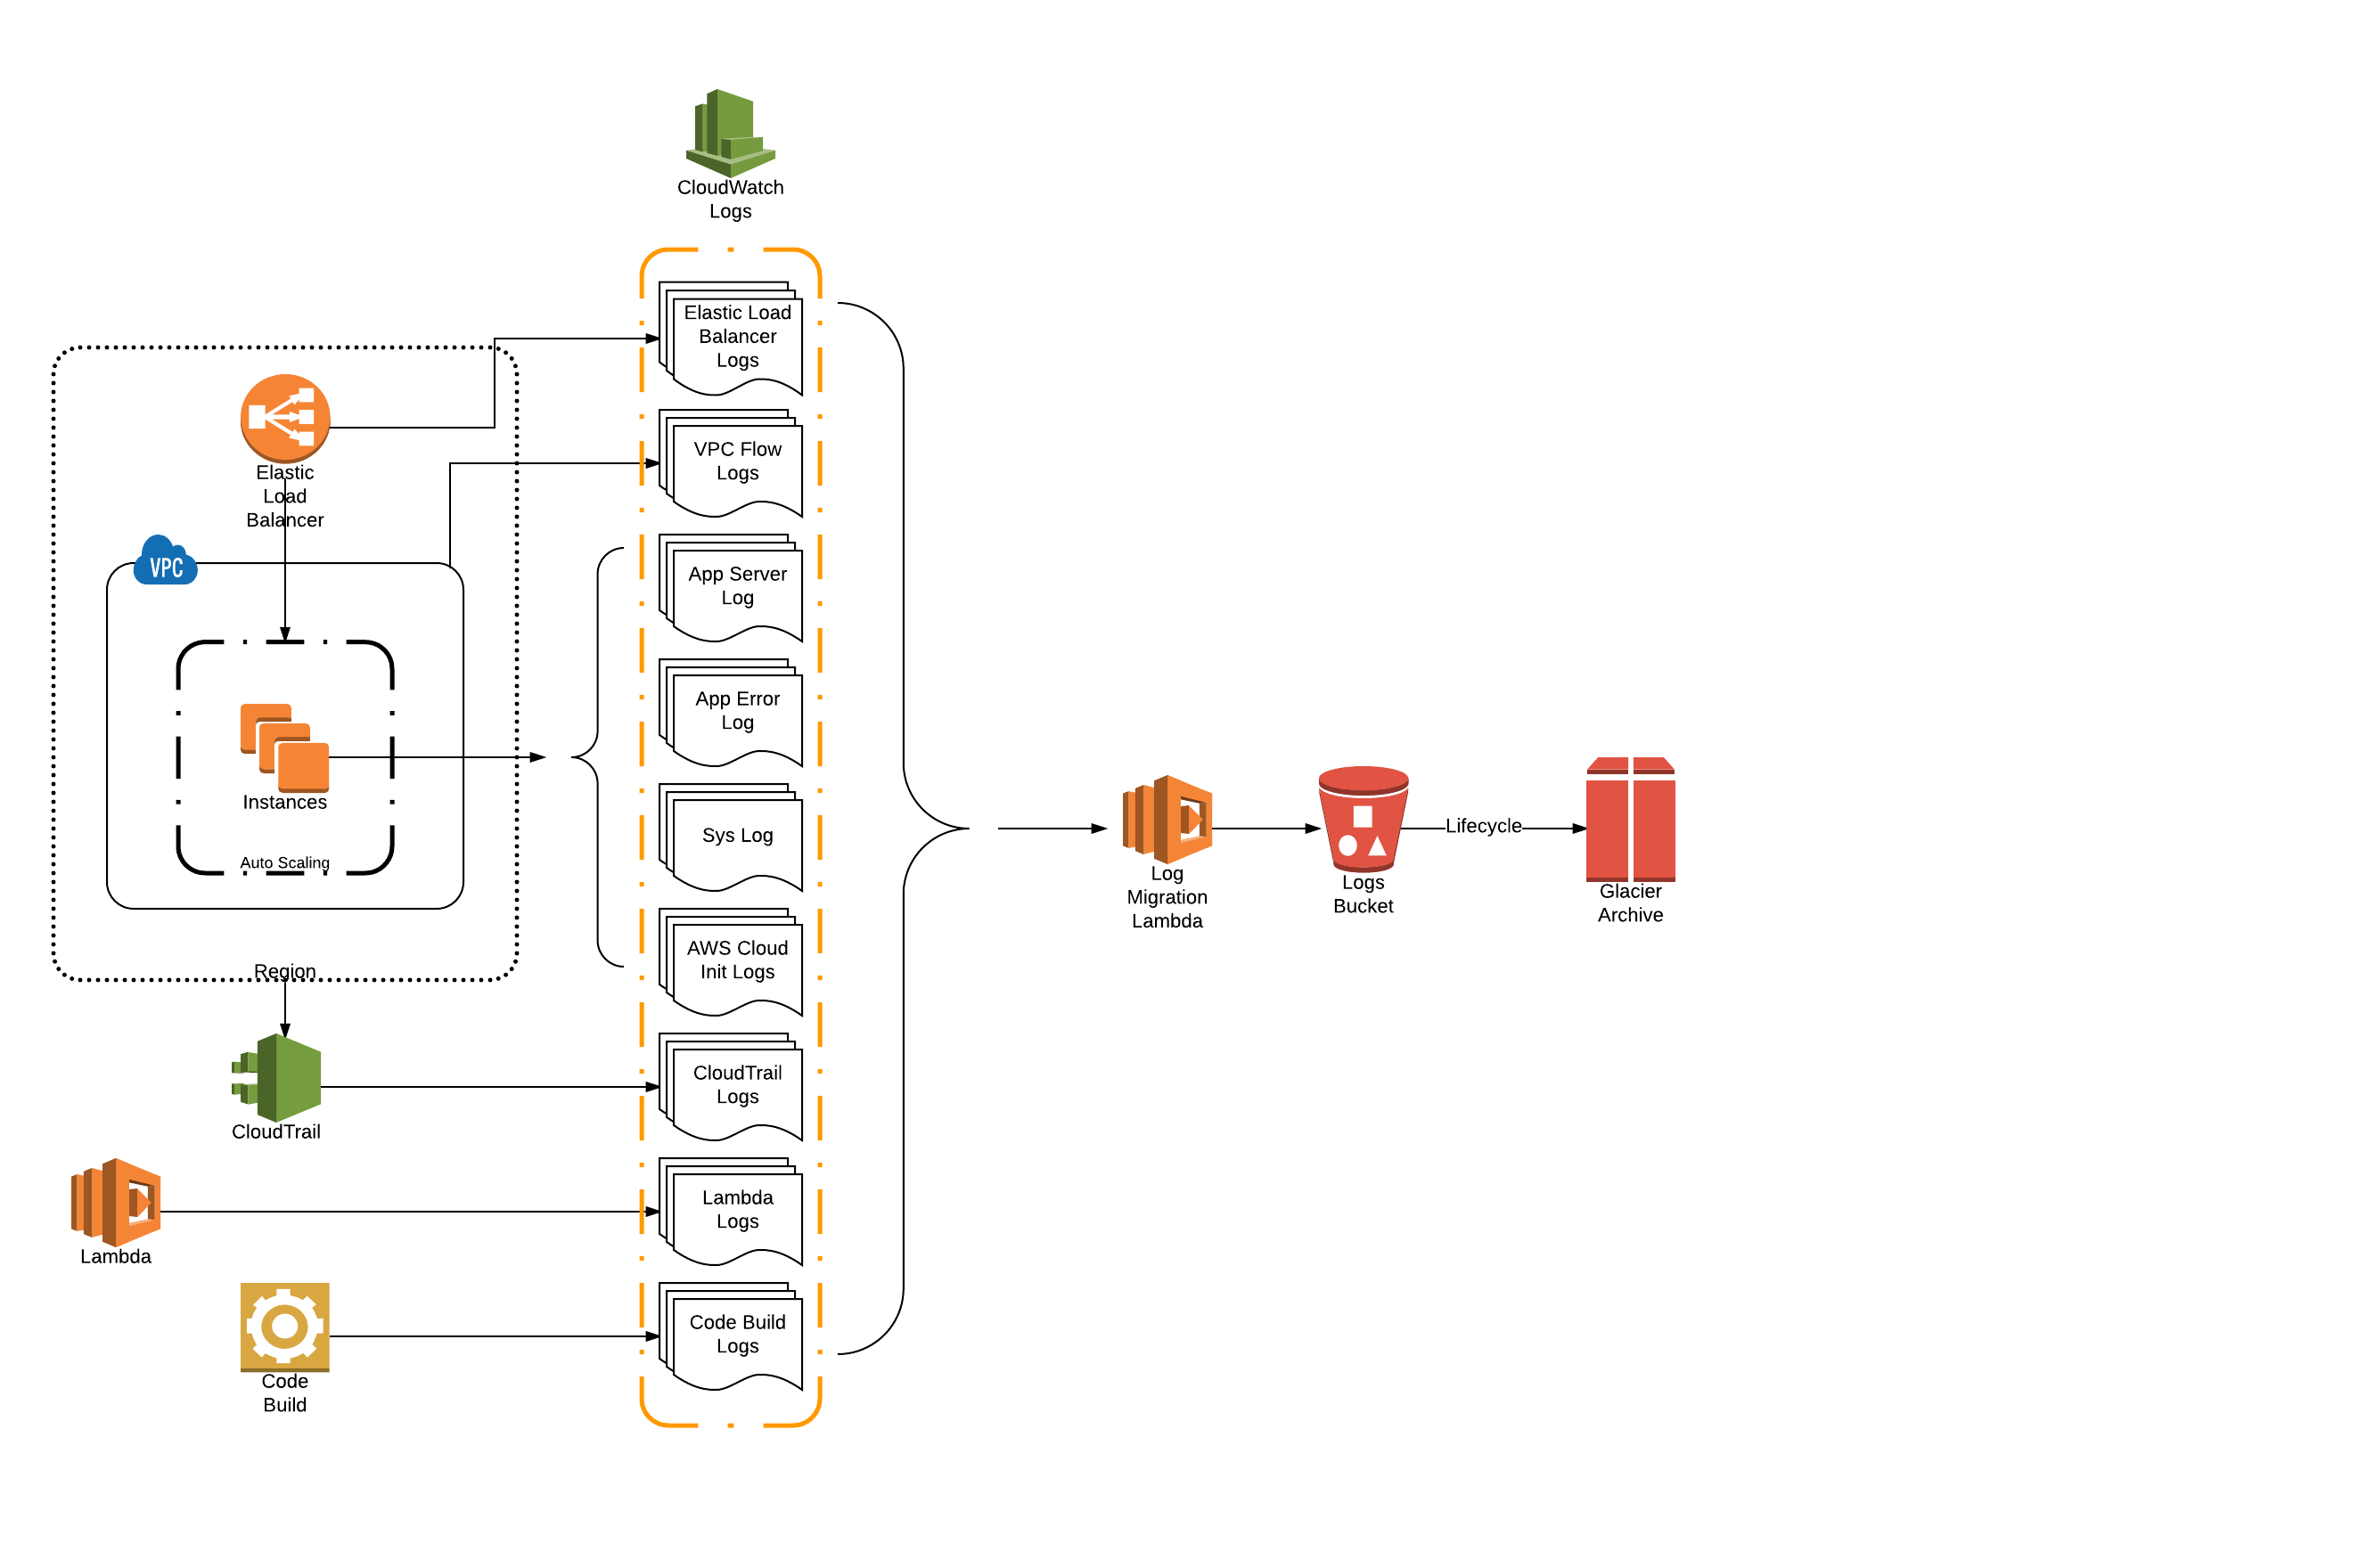 CloudWatch
Logs
Elastic Load
Balancer
Logs
Elastic
Load
Balancer
VPC Flow
Logs
VPC
App Server
Log
App Error
Log
Instances
Sys Log
Auto Scaling
Lifecycle
Log
Migration
Lambda
Logs
Bucket
Glacier
Archive
AWS Cloud
Init Logs
Region
CloudTrail
Logs
CloudTrail
Lambda
Logs
Lambda
Code Build
Logs
Code
Build